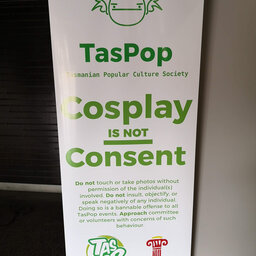 TasPop
Tasmanian Popular Culture Society
Cosplay
IS NOT
Consent
Do not touch or take photos without
permission of the individual(s)
involved. Do not insult, objectify, or
speak negatively of any individual.
Doing so is a bannable offense to all
TasPop events. Approach committee
or volunteers with concerns of such
behaviour.
TAS